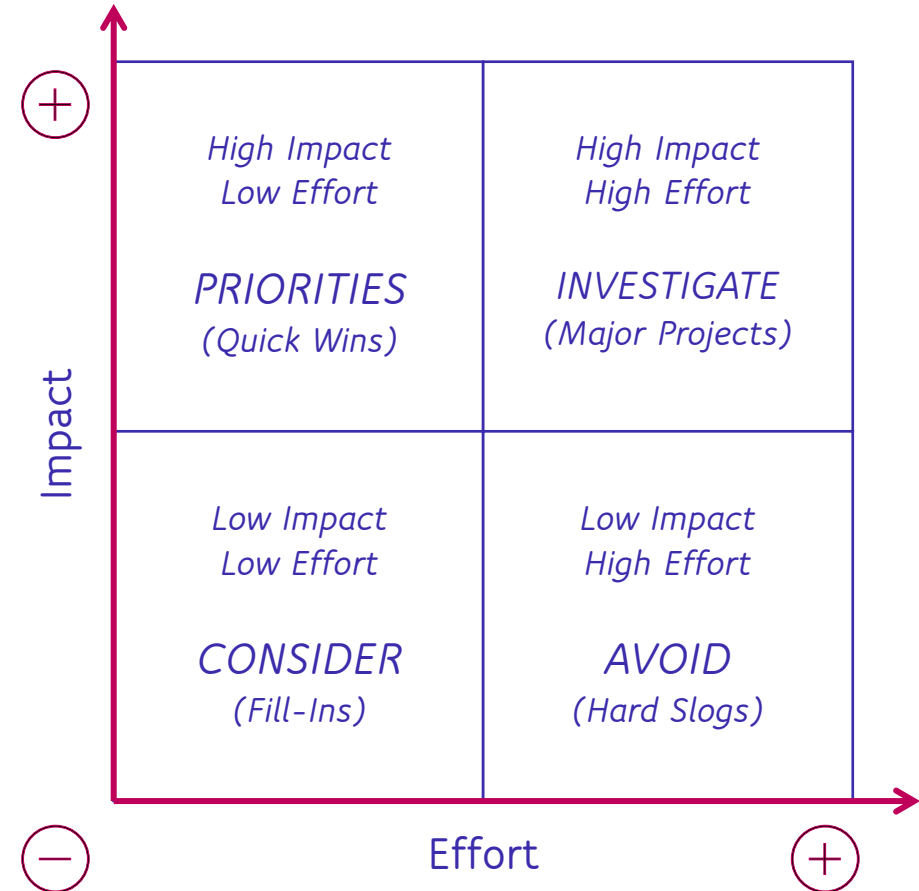 +
High Impact
Low Effort
PRIORITIES
(Quick Wins)
High Impact
High Effort
INVESTIGATE
(Major Projects)
Impact
Low Impact
Low Effort
CONSIDER
(Fill-Ins)
Low Impact
High Effort
AVOID
(Hard Slogs)
−
Effort
+